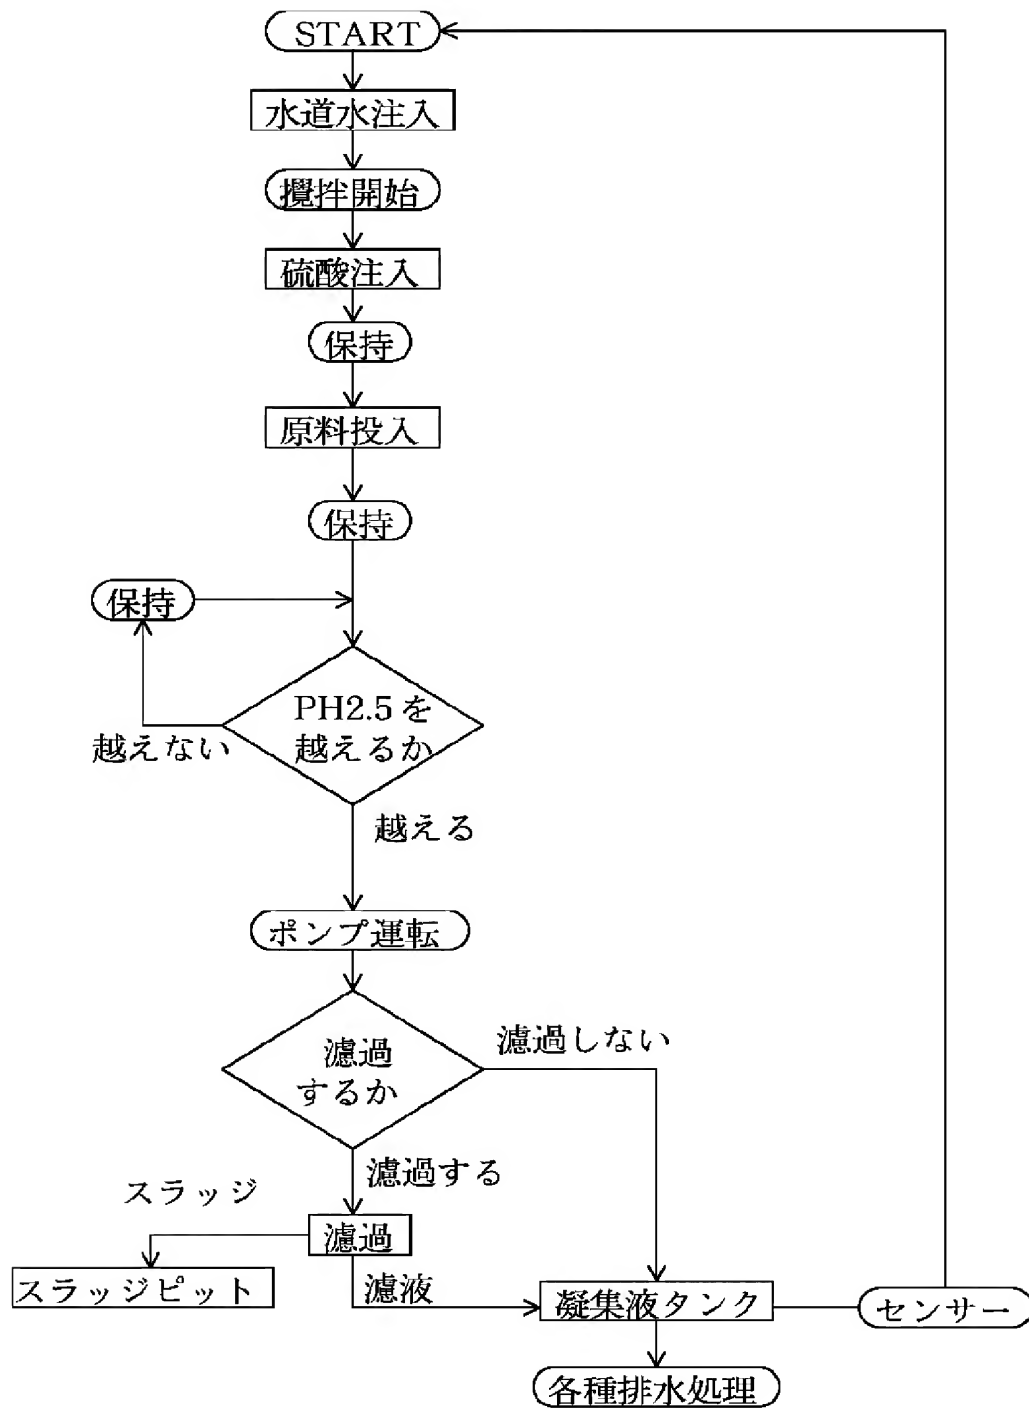 START
水道水注入
攪拌開始
硫酸注入
保持
原料投入
保持
保持
PH2.5を
越えるか
越えない
越える
ポンプ運転
濾過
するか
濾過しない
濾過する
スラッジ
濾過
スラッジピット
濾液
凝集液タンク
センサー
各種排水処理